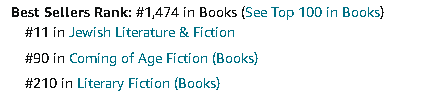 Best Sellers Rank: #1,474 in Books (See Top 100 in Books)
#11 in Jewish Literature & Fiction
#90 in Coming of Age Fiction (Books)
#210 in Literary Fiction (Books)